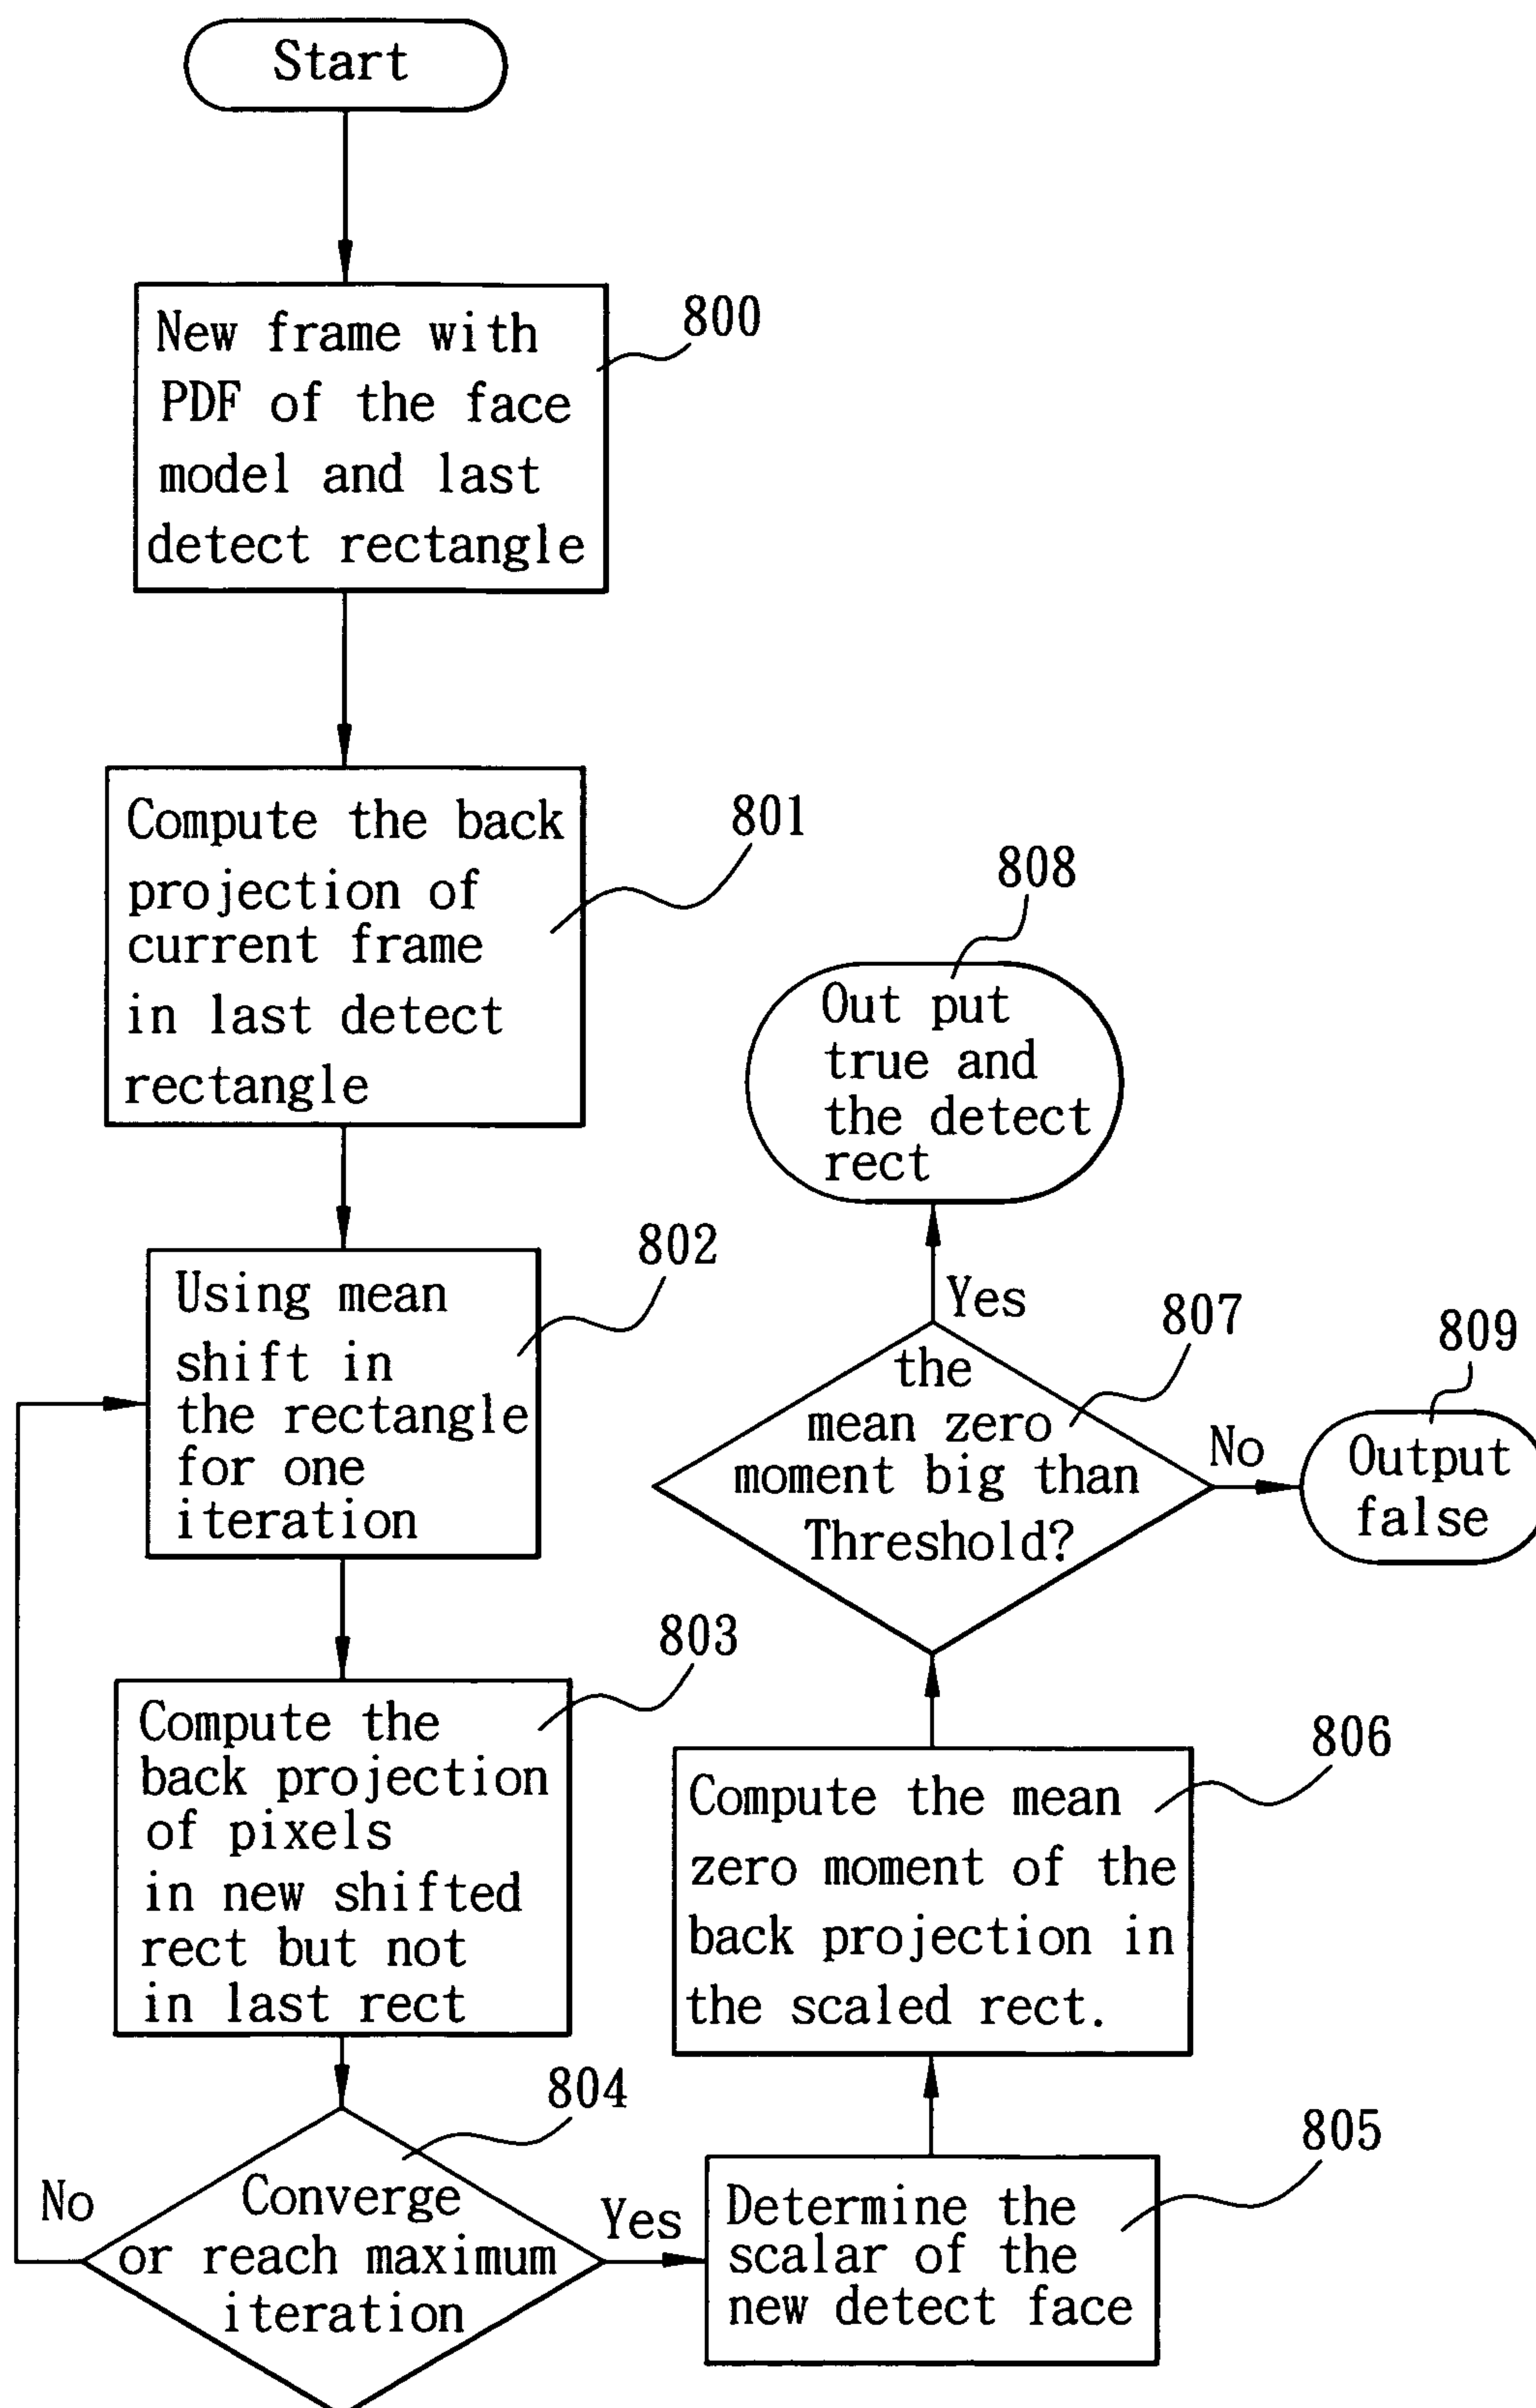 Start
800
New frame with
PDF of the face
model and last
detect rectangle
801
Compute the back
projection of
current frame
in last detect
rectangle
802
Using mean
shift in
the rectangle
for one
iteration
803
Compute the
back projection
of pixels
in new shifted
rect but not
in last rect
804
Converge
or reach maximum
iteration
No
Yes
805
Determine the
scalar of the
new detect face
806
Compute the mean
zero moment of the
back projection in
the scaled rect.
807
the
mean zero
moment big than
Threshold?
Yes
808
Out put
true and
the detect
rect
No
809
Output
false